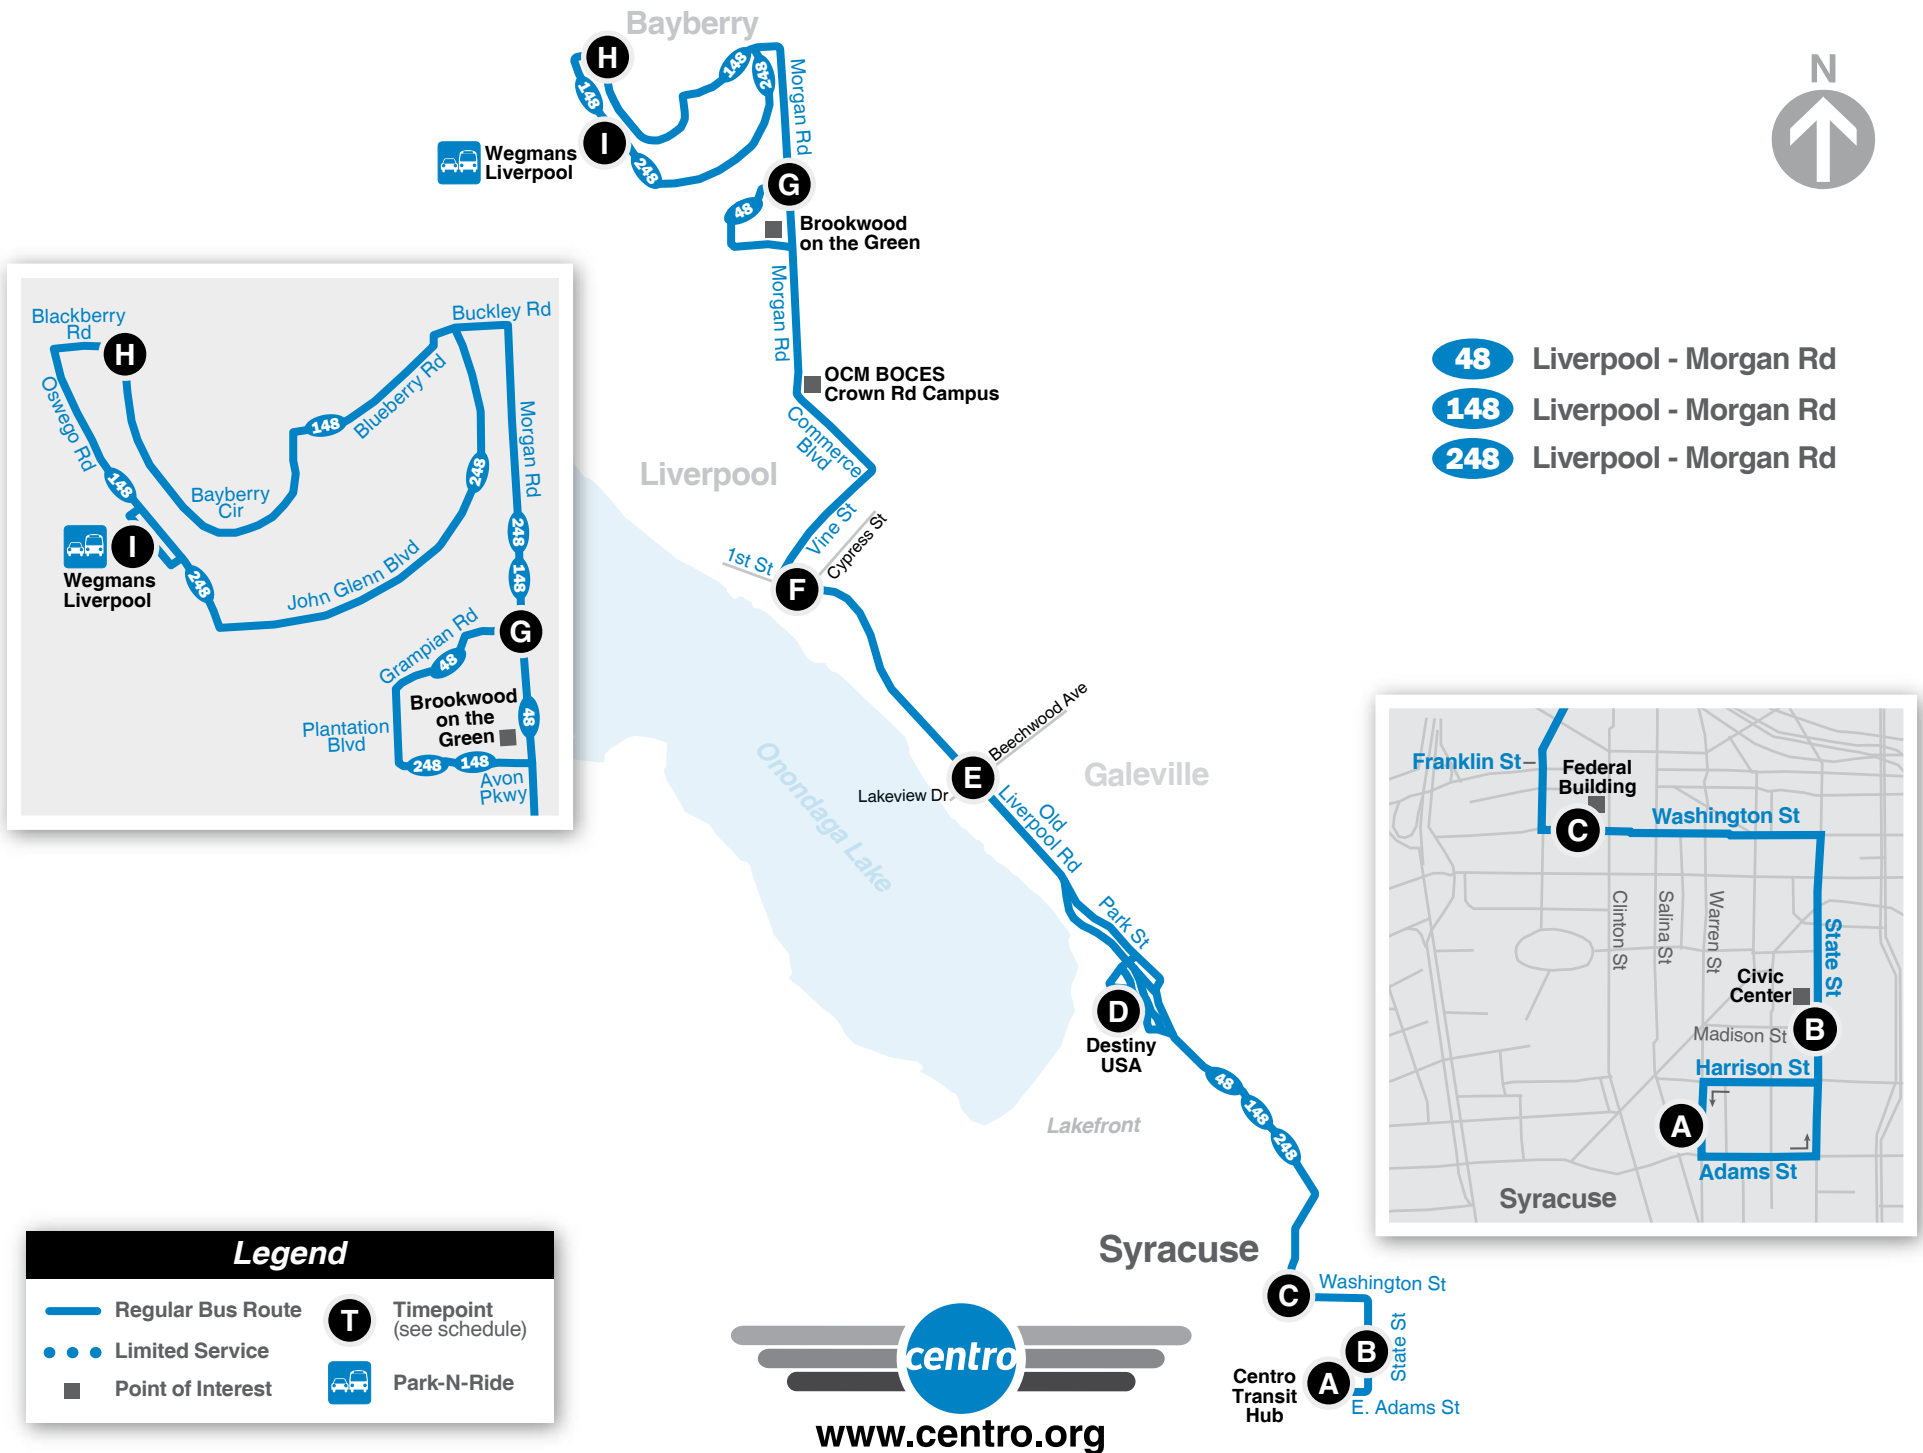 Bayberry
H
148
148
248
Morgan Rd
I
248
Wegmans
Liverpool
G
48
Brookwood
on the Green
Morgan Rd
OCM BOCES
Crown Rd Campus
Commerce
Blvd
Liverpool
Vine St
Cypress St
1st St
F
Beechwood Ave
E
Lakeview Dr
Galeville
Old
Liverpool Rd
Onondaga Lake
Park St
D
Destiny
USA
Lakefront
48
148
248
Syracuse
C
Washington St
State St
B
A
Centro
Transit
Hub
E. Adams St
N
48 Liverpool - Morgan Rd
148 Liverpool - Morgan Rd
248 Liverpool - Morgan Rd
Blackberry
Rd
H
Buckley Rd
Oswego Rd
148
Blueberry Rd
Morgan Rd
248
148
Bayberry
Cir
I
Wegmans
Liverpool
248
John Glenn Blvd
248
148
G
Grampian Rd
48
Brookwood
on the
Green
48
Plantation
Blvd
248
148
Avon
Pkwy
Franklin St
Federal
Building
C
Washington St
Clinton St
Salina St
Warren St
State St
Civic
Center
Madison St
B
Harrison St
A
Adams St
Syracuse
Legend
Regular Bus Route
Limited Service
Point of Interest
T
Timepoint
(see schedule)
Park-N-Ride
centro
www.centro.org